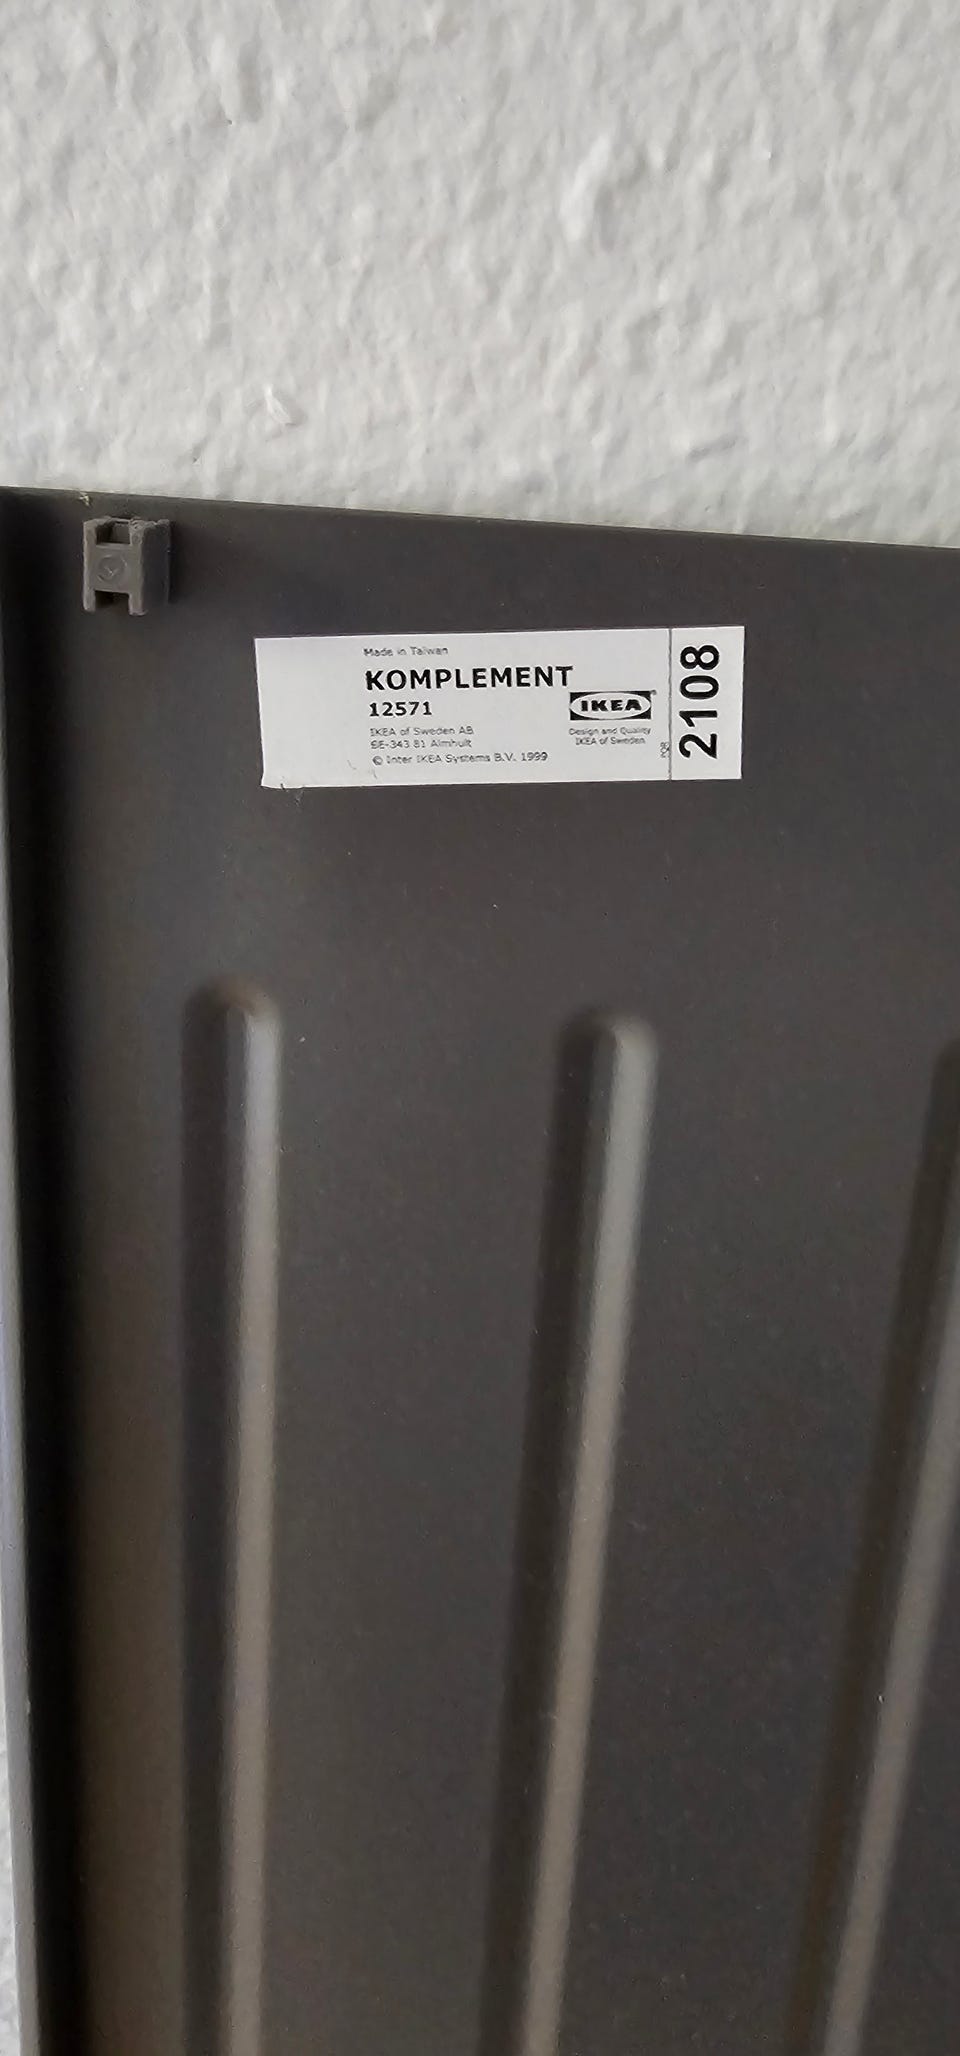 Made in Taiwan
KOMPLEMENT
12571
IKEA of Sweden AB
SE-343 81 Älmhult
© Inter IKEA Systems B.V. 1999
IKEA®
Design and Quality
IKEA of Sweden
2108